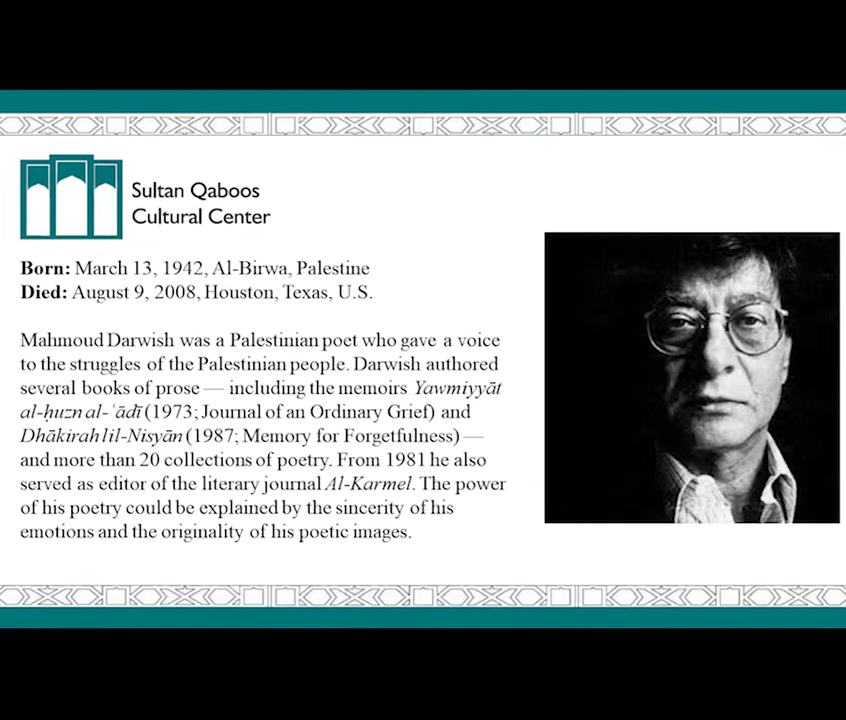 Sultan Qaboos
Cultural Center
Born: March 13, 1942, Al-Birwa, Palestine
Died: August 9, 2008, Houston, Texas, U.S.
Mahmoud Darwish was a Palestinian poet who gave a voice
to the struggles of the Palestinian people. Darwish authored
several books of prose — including the memoirs Yawmiyyāt
al-ḥuzn al-ʿādī (1973; Journal of an Ordinary Grief) and
Dhākirah lil-Nisyān (1987; Memory for Forgetfulness) —
and more than 20 collections of poetry. From 1981 he also
served as editor of the literary journal Al-Karmel. The power
of his poetry could be explained by the sincerity of his
emotions and the originality of his poetic images.